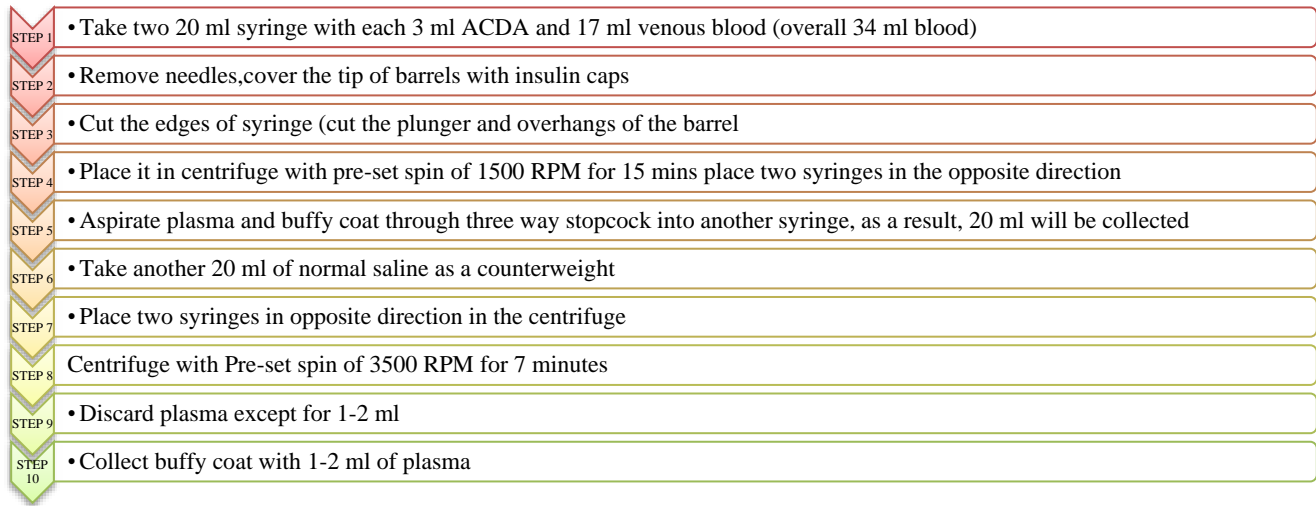 STEP 1
•Take two 20 ml syringe with each 3 ml ACDA and 17 ml venous blood (overall 34 ml blood)
STEP 2
•Remove needles,cover the tip of barrels with insulin caps
STEP 3
•Cut the edges of syringe (cut the plunger and overhangs of the barrel
STEP 4
•Place it in centrifuge with pre-set spin of 1500 RPM for 15 mins place two syringes in the opposite direction
STEP 5
•Aspirate plasma and buffy coat through three way stopcock into another syringe, as a result, 20 ml will be collected
STEP 6
•Take another 20 ml of normal saline as a counterweight
STEP 7
•Place two syringes in opposite direction in the centrifuge
STEP 8
Centrifuge with Pre-set spin of 3500 RPM for 7 minutes
STEP 9
•Discard plasma except for 1-2 ml
STEP
10
•Collect buffy coat with 1-2 ml of plasma